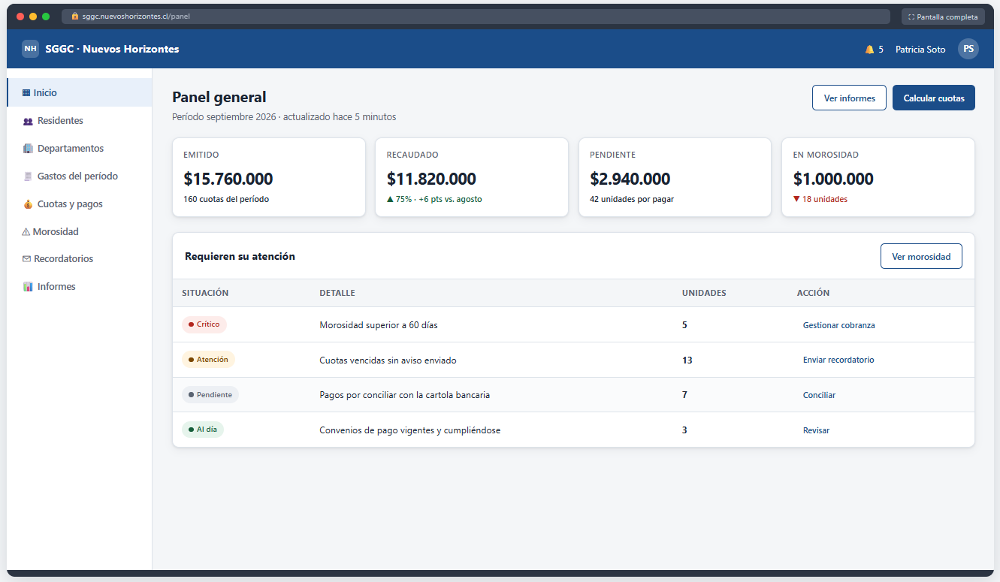 sggc.nuevoshorizontes.cl/panel
Pantalla completa
NH SGGC · Nuevos Horizontes
5 Patricia Soto PS
Inicio
Residentes
Departamentos
Gastos del período
Cuotas y pagos
Morosidad
Recordatorios
Informes
Panel general
Período septiembre 2026 · actualizado hace 5 minutos
Ver informes
Calcular cuotas
EMITIDO
$15.760.000
160 cuotas del período
RECAUDADO
$11.820.000
▲ 75% · +6 pts vs. agosto
PENDIENTE
$2.940.000
42 unidades por pagar
EN MOROSIDAD
$1.000.000
▼ 18 unidades
Requieren su atención
Ver morosidad
SITUACIÓN DETALLE UNIDADES ACCIÓN
Crítico Morosidad superior a 60 días 5 Gestionar cobranza
Atención Cuotas vencidas sin aviso enviado 13 Enviar recordatorio
Pendiente Pagos por conciliar con la cartola bancaria 7 Conciliar
Al día Convenios de pago vigentes y cumpliéndose 3 Revisar